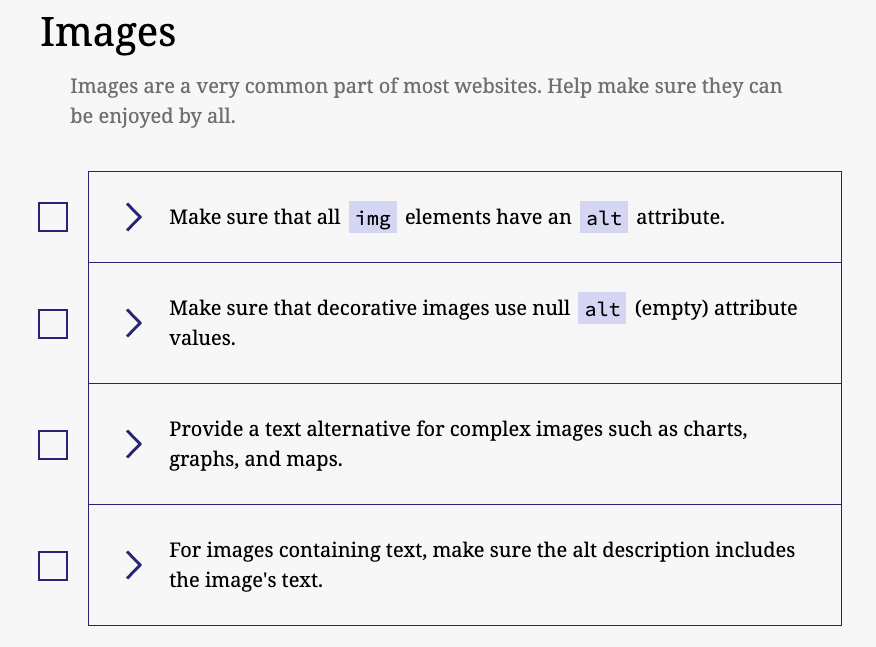 Images
Images are a very common part of most websites. Help make sure they can
be enjoyed by all.
Make sure that all img elements have an alt attribute.
Make sure that decorative images use null alt (empty) attribute
values.
Provide a text alternative for complex images such as charts,
graphs, and maps.
For images containing text, make sure the alt description includes
the image's text.